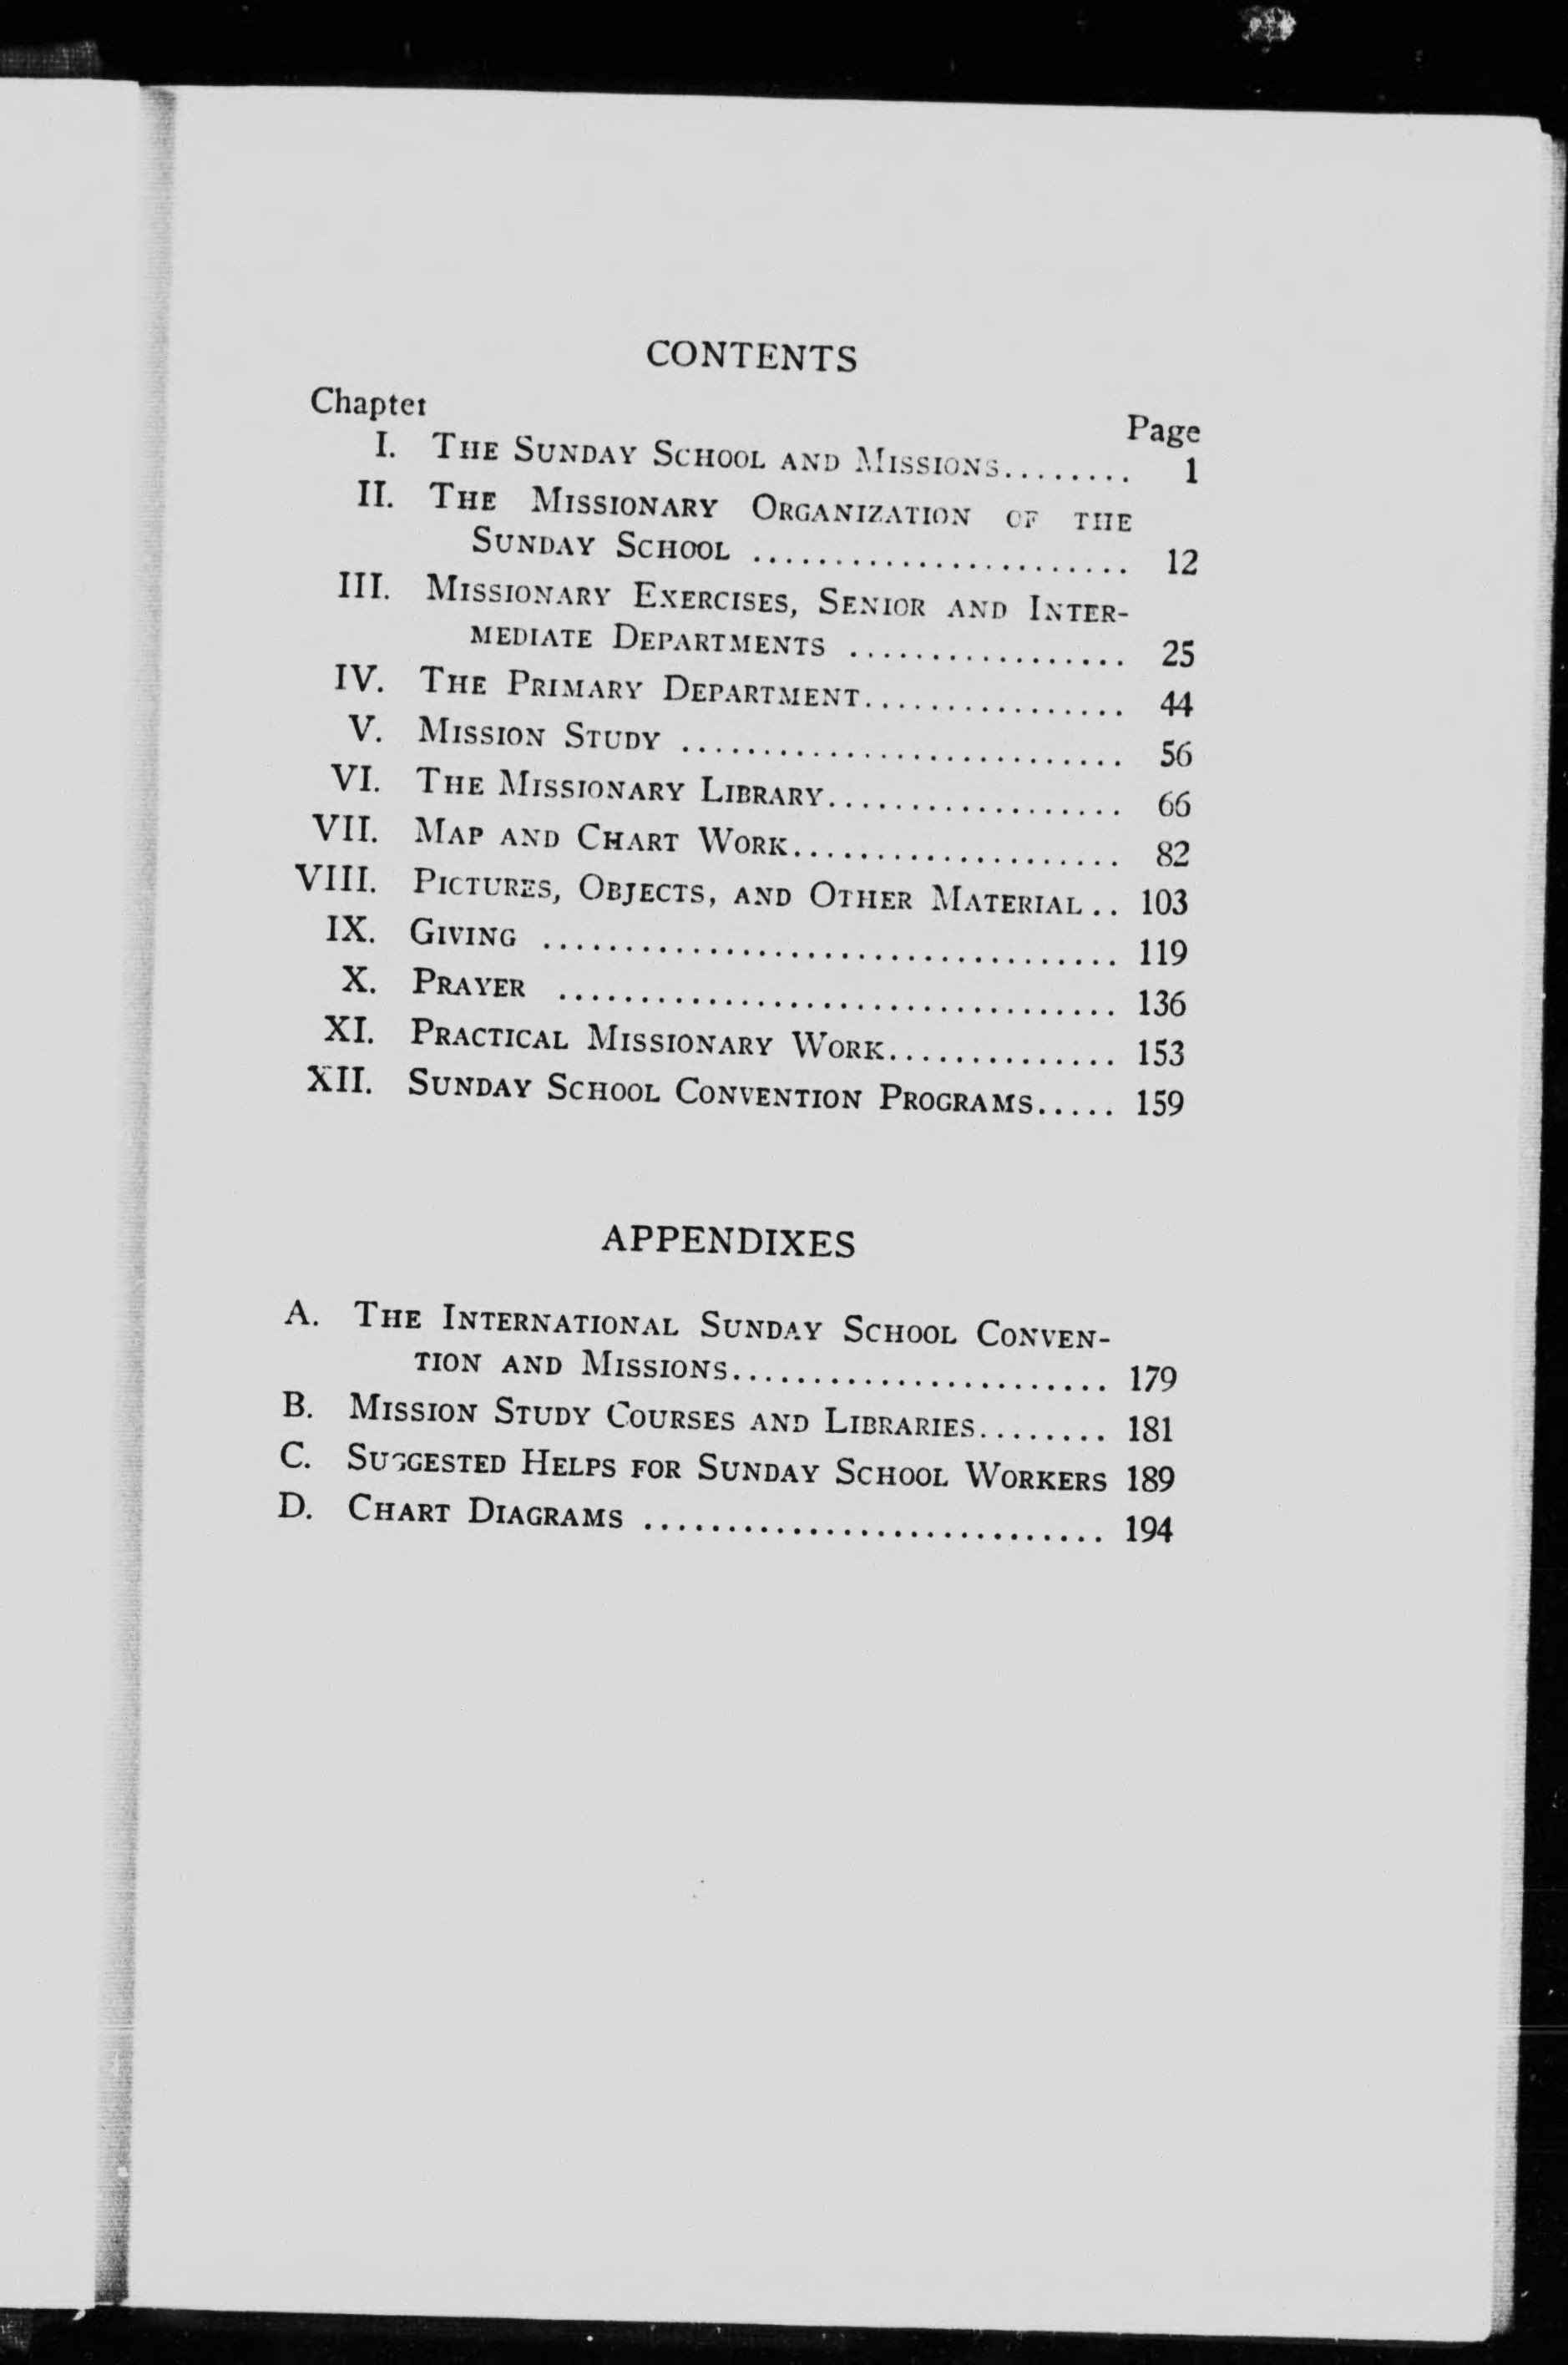 CONTENTS
Chapter Page
I. The Sunday School and Missions........ 1
II. The Missionary Organization of the
Sunday School ....................... 12
III. Missionary Exercises, Senior and Inter-
mediate Departments ................. 25
IV. The Primary Department................ 44
V. Mission Study ........................... 56
VI. The Missionary Library.................. 66
VII. Map and Chart Work.................... 82
VIII. Pictures, Objects, and Other Material.. 103
IX. Giving ................................... 119
X. Prayer .................................. 136
XI. Practical Missionary Work.............. 153
XII. Sunday School Convention Programs..... 159
APPENDIXES
A. The International Sunday School Conven-
tion and Missions....................... 179
B. Mission Study Courses and Libraries........ 181
C. Suggested Helps for Sunday School Workers 189
D. Chart Diagrams ............................ 194